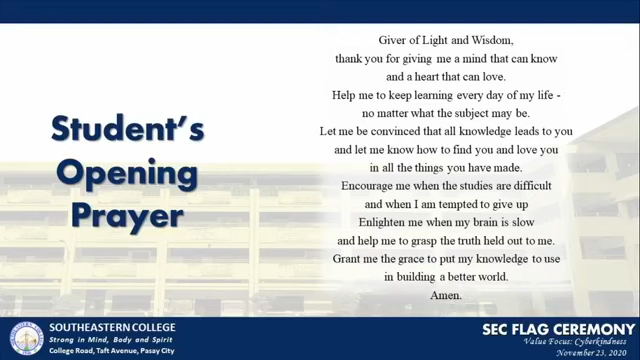 Student's
Opening
Prayer
Giver of Light and Wisdom,
thank you for giving me a mind that can know
and a heart that can love.
Help me to keep learning every day of my life -
no matter what the subject may be.
Let me be convinced that all knowledge leads to you
and let me know how to find you and love you
in all the things you have made.
Encourage me when the studies are difficult
and when I am tempted to give up
Enlighten me when my brain is slow
and help me to grasp the truth held out to me.
Grant me the grace to put my knowledge to use
in building a better world.
Amen.
SOUTHEASTERN COLLEGE
Strong in Mind, Body and Spirit
College Road, Taft Avenue, Pasay City
SEC FLAG CEREMONY
Value Focus: Cyberkindness
November 23, 2020